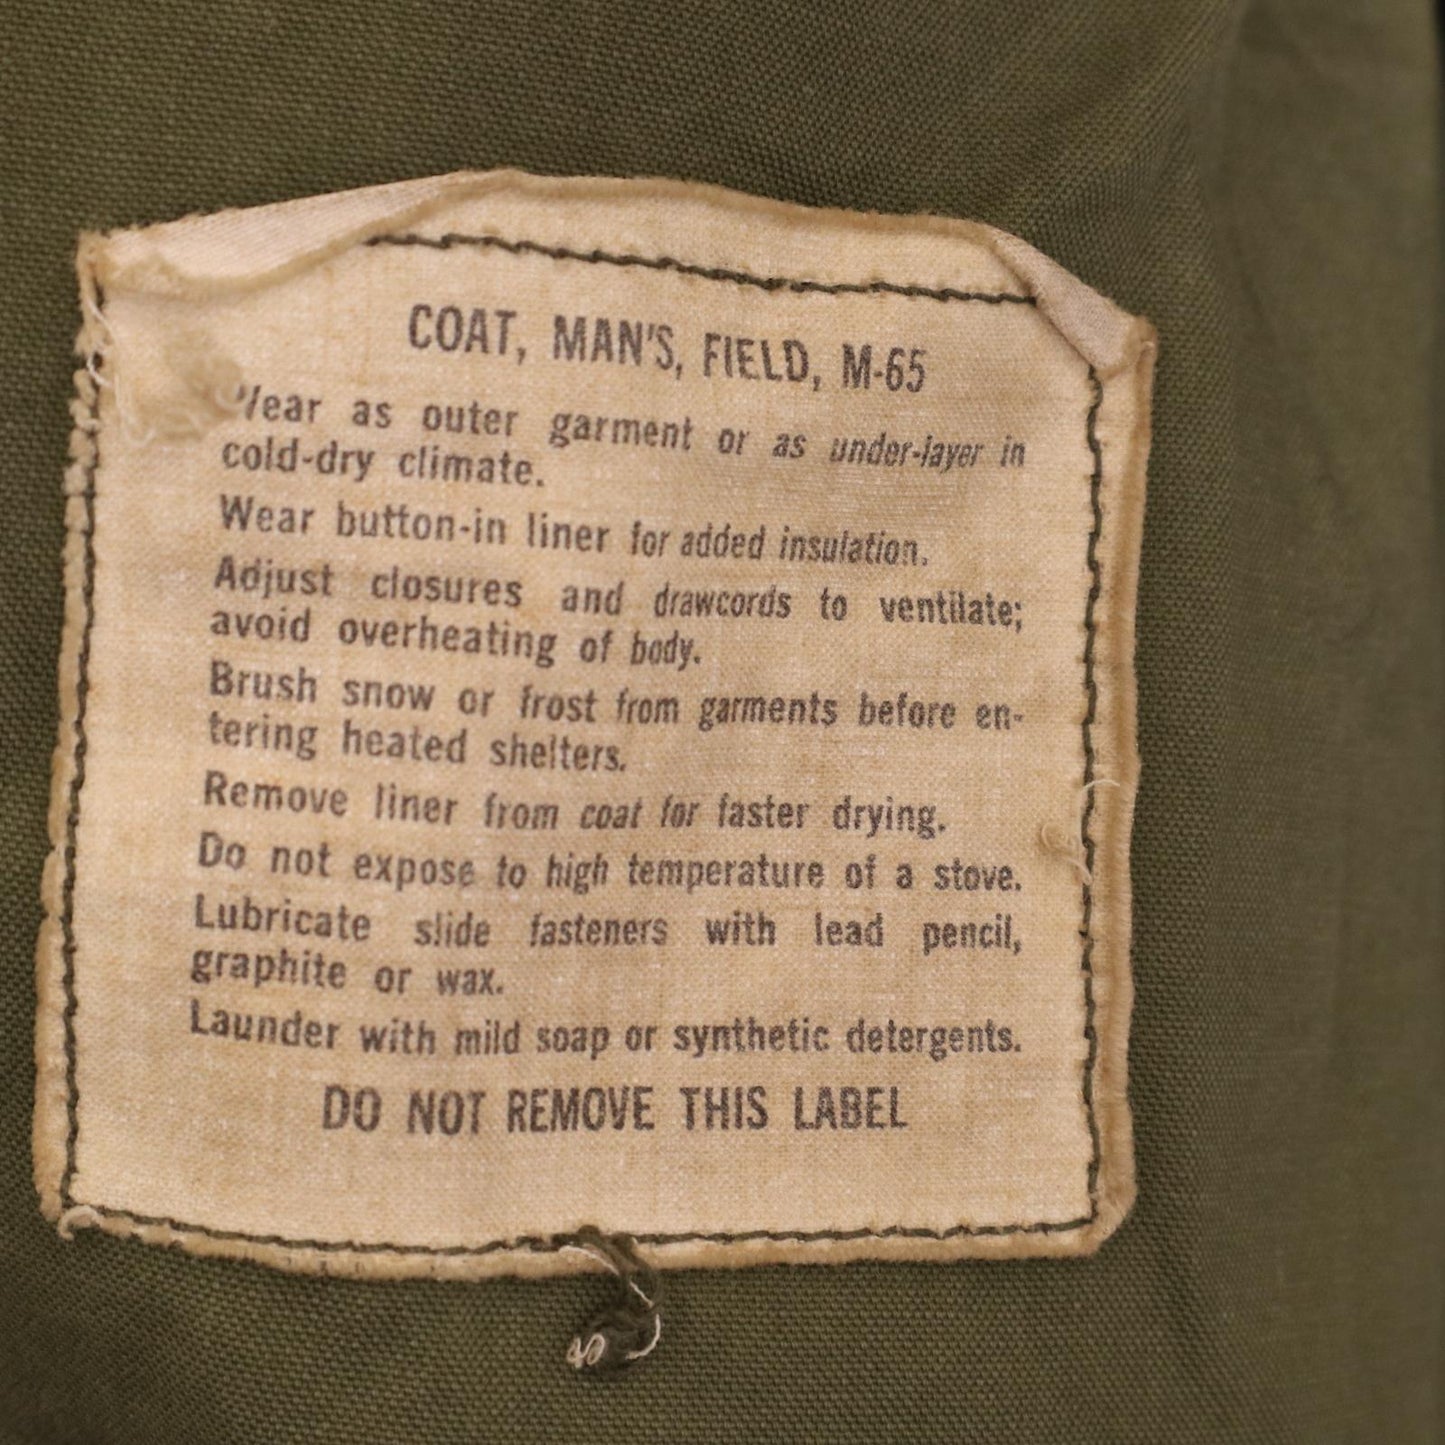 COAT, MAN'S, FIELD, M-65
Wear as outer garment or as under-layer in
cold-dry climate.
Wear button-in liner for added insulation.
Adjust closures and drawcords to ventilate;
avoid overheating of body.
Brush snow or frost from garments before en-
tering heated shelters.
Remove liner from coat for faster drying.
Do not expose to high temperature of a stove.
Lubricate slide fasteners with lead pencil,
graphite or wax.
Launder with mild soap or synthetic detergents.
DO NOT REMOVE THIS LABEL